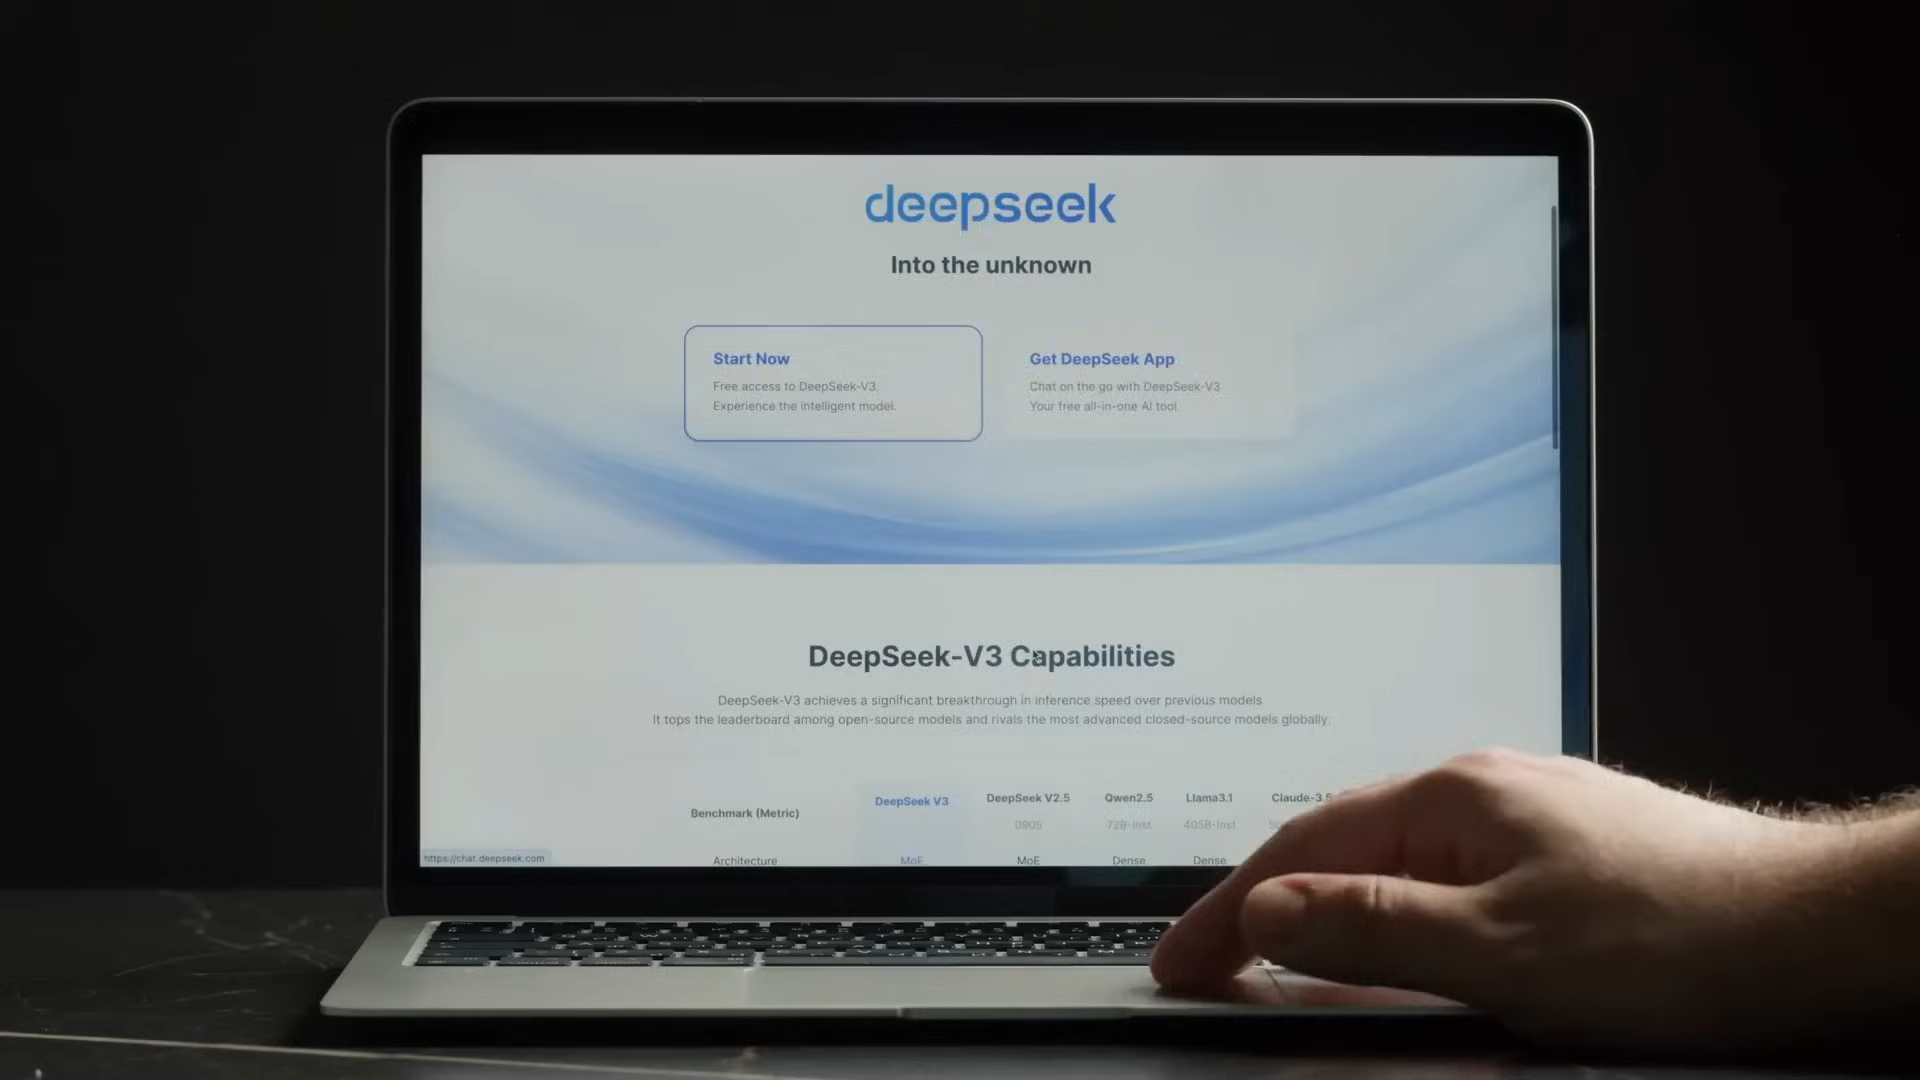 deepseek
Into the unknown
Start Now
Free access to DeepSeek-V3.
Experience the intelligent model.
Get DeepSeek App
Chat on the go with DeepSeek-V3
Your free all-in-one AI tool
DeepSeek-V3 Capabilities
DeepSeek-V3 achieves a significant breakthrough in inference speed over previous models
It tops the leaderboard among open-source models and rivals the most advanced closed-source models globally
Benchmark (Metric) DeepSeek V3 DeepSeek V2.5 Qwen2.5 Llama3.1 Claude-3.5
0905 72B-Inst 405B-Inst
Architecture MoE MoE Dense Dense
https://chat.deepseek.com